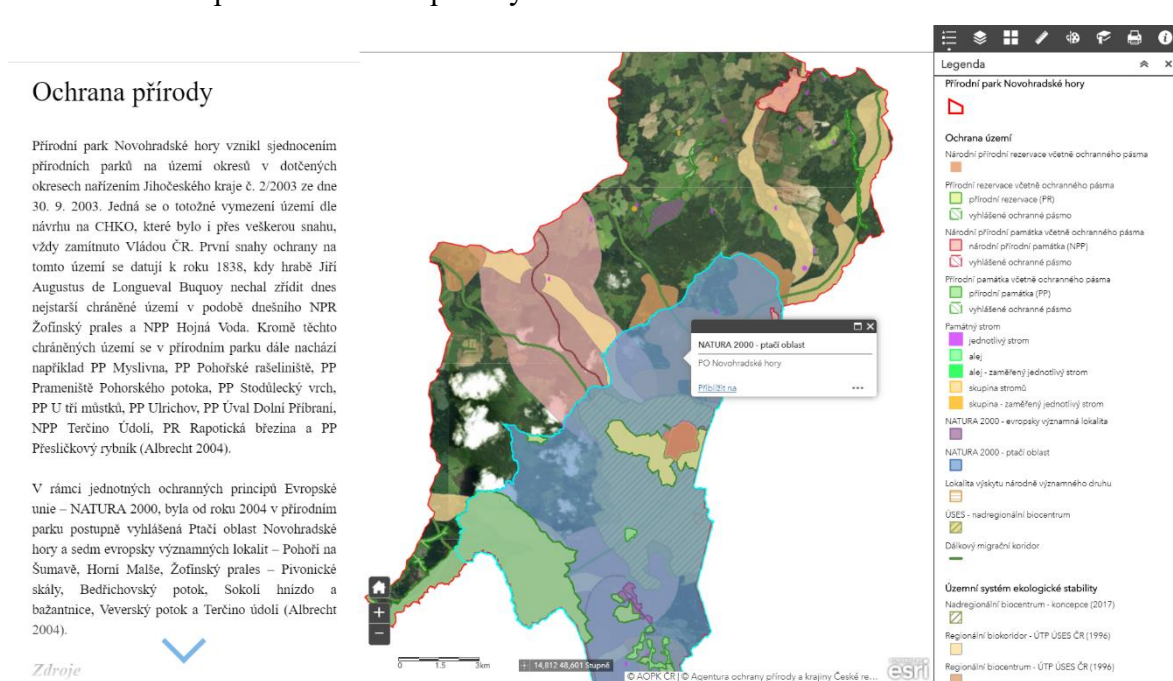 Ochrana přírody
Přírodní park Novohradské hory vznikl sjednocením
přírodních parků na území okresů v dotčených
okresech nařízením Jihočeského kraje č. 2/2003 ze dne
30. 9. 2003. Jedná se o totožné vymezení území dle
návrhu na CHKO, které bylo i přes veškerou snahu,
vždy zamítnuto Vládou ČR. První snahy ochrany na
tomto území se datují k roku 1838, kdy hrabě Jiří
Augustus de Longueval Buquoy nechal zřídit dnes
nejstarší chráněné území v podobě dnešního NPR
Žofínský prales a NPP Hojná Voda. Kromě těchto
chráněných území se v přírodním parku dále nachází
například PP Myslivna, PP Pohořské rašeliniště, PP
Prameniště Pohorského potoka, PP Stodůlecký vrch,
PP U tří můstků, PP Ulrichov, PP Úval Dolní Příbraní,
NPP Terčino Údolí, PR Rapotická březina a PP
Přesličkový rybník (Albrecht 2004).
V rámci jednotných ochranných principů Evropské
unie – NATURA 2000, byla od roku 2004 v přírodním
parku postupně vyhlášená Ptačí oblast Novohradské
hory a sedm evropsky významných lokalit – Pohoří na
Šumavě, Horní Malše, Žofínský prales – Pivonické
skály, Bedřichovský potok, Sokolí hnízdo a
bažantnice, Veverský potok a Terčino údolí (Albrecht
2004).
Zdroje
NATURA 2000 - ptačí oblast
PO Novohradské hory
Přiblížit na
0 1.5 3km
14,812 48,601 Stupně
© AOPK ČR | © Agentura ochrany přírody a krajiny České re...
esri
Legenda
Přírodní park Novohradské hory
Ochrana území
Národní přírodní rezervace včetně ochranného pásma
Přírodní rezervace včetně ochranného pásma
přírodní rezervace (PR)
vyhlášené ochranné pásmo
Národní přírodní památka včetně ochranného pásma
národní přírodní památka (NPP)
vyhlášené ochranné pásmo
Přírodní památka včetně ochranného pásma
přírodní památka (PP)
vyhlášené ochranné pásmo
Památný strom
jednotlivý strom
alej
alej - zaměřený jednotlivý strom
skupina stromů
skupina - zaměřený jednotlivý strom
NATURA 2000 - evropsky významná lokalita
NATURA 2000 - ptačí oblast
Lokalita výskytu národně významného druhu
ÚSES - nadregionální biocentrum
Dálkový migrační koridor
Územní systém ekologické stability
Nadregionální biocentrum - koncepce (2017)
Regionální biokoridor - ÚTP ÚSES ČR (1996)
Regionální biocentrum - ÚTP ÚSES ČR (1996)